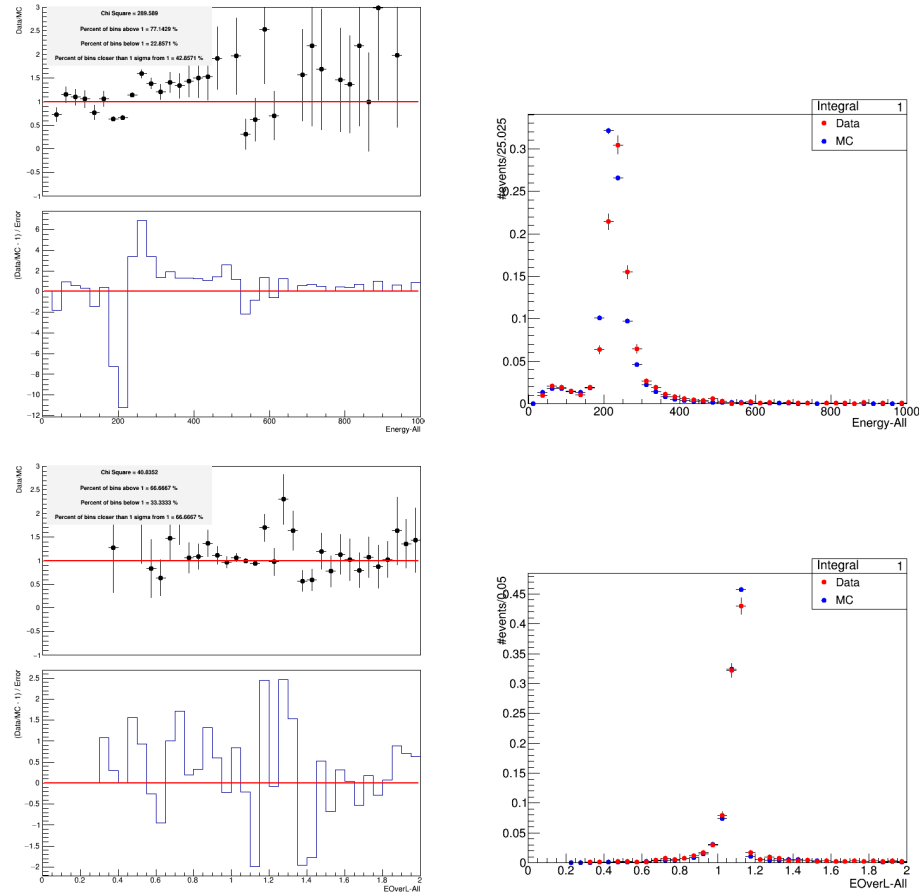 Data/MC
Chi Square = 289.589
Percent of bins above 1 = 77.1429 %
Percent of bins below 1 = 22.8571 %
Percent of bins closer than 1 sigma from 1 = 42.8571 %
3
2.5
2
1.5
1
0.5
0
−0.5
−1
(Data/MC - 1) / Error
6
4
2
0
−2
−4
−6
−8
−10
−12
0 200 400 600 800 1000
Energy-All
#events/25.025
Integral 1
Data
MC
0.3
0.25
0.2
0.15
0.1
0.05
0
0 200 400 600 800 1000
Energy-All
Data/MC
Chi Square = 40.8352
Percent of bins above 1 = 66.6667 %
Percent of bins below 1 = 33.3333 %
Percent of bins closer than 1 sigma from 1 = 66.6667 %
3
2.5
2
1.5
1
0.5
0
−0.5
−1
(Data/MC - 1) / Error
2.5
2
1.5
1
0.5
0
−0.5
−1
−1.5
−2
0 0.2 0.4 0.6 0.8 1 1.2 1.4 1.6 1.8 2
EOverL-All
#events/0.05
Integral 1
Data
MC
0.45
0.4
0.35
0.3
0.25
0.2
0.15
0.1
0.05
0
0 0.2 0.4 0.6 0.8 1 1.2 1.4 1.6 1.8 2
EOverL-All